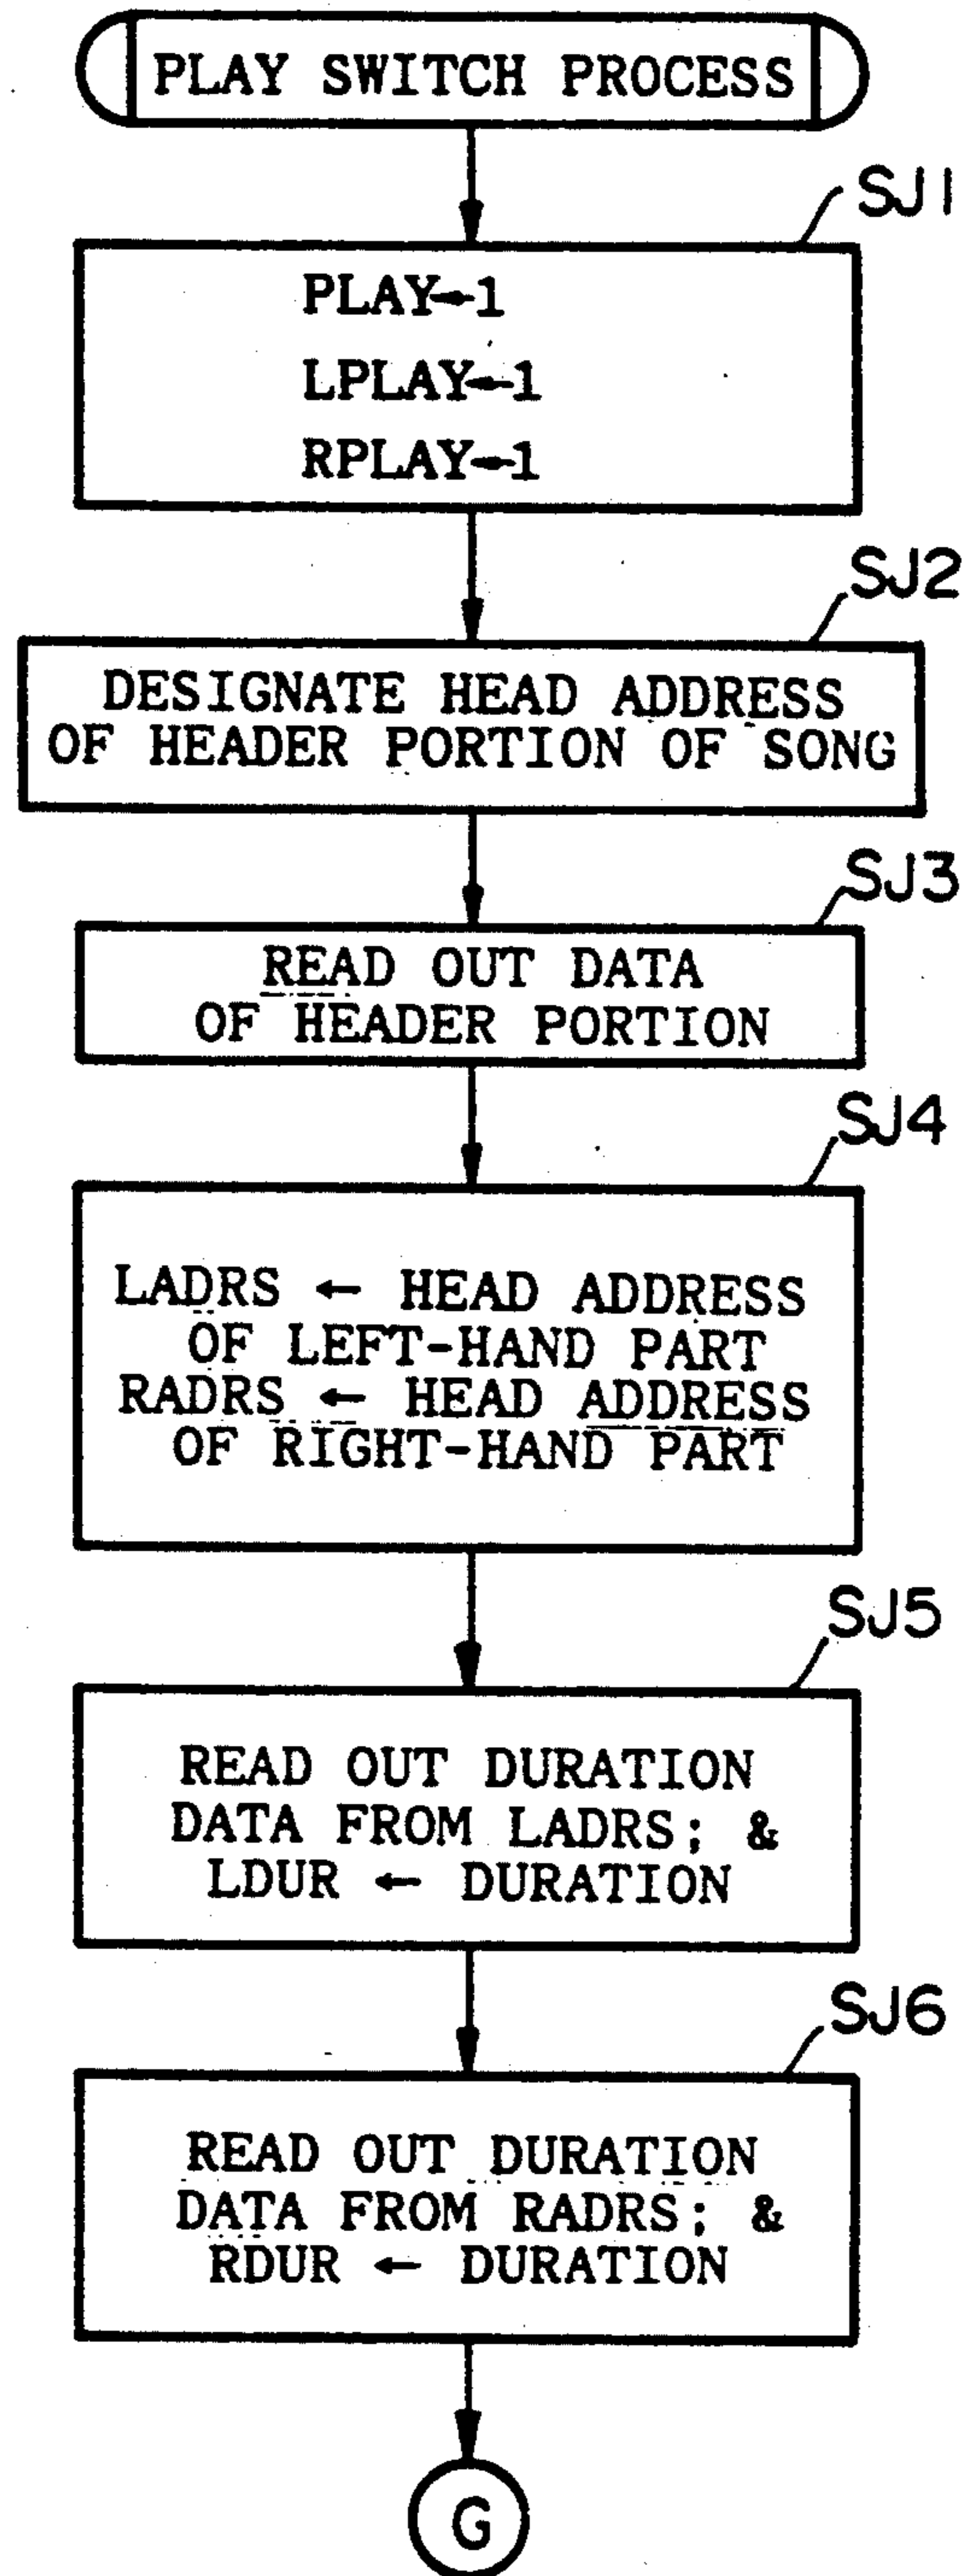 PLAY SWITCH PROCESS
SJ1
PLAY←1
LPLAY←1
RPLAY←1
SJ2
DESIGNATE HEAD ADDRESS
OF HEADER PORTION OF SONG
SJ3
READ OUT DATA
OF HEADER PORTION
SJ4
LADRS ← HEAD ADDRESS
OF LEFT-HAND PART
RADRS ← HEAD ADDRESS
OF RIGHT-HAND PART
SJ5
READ OUT DURATION
DATA FROM LADRS; &
LDUR ← DURATION
SJ6
READ OUT DURATION
DATA FROM RADRS; &
RDUR ← DURATION
G